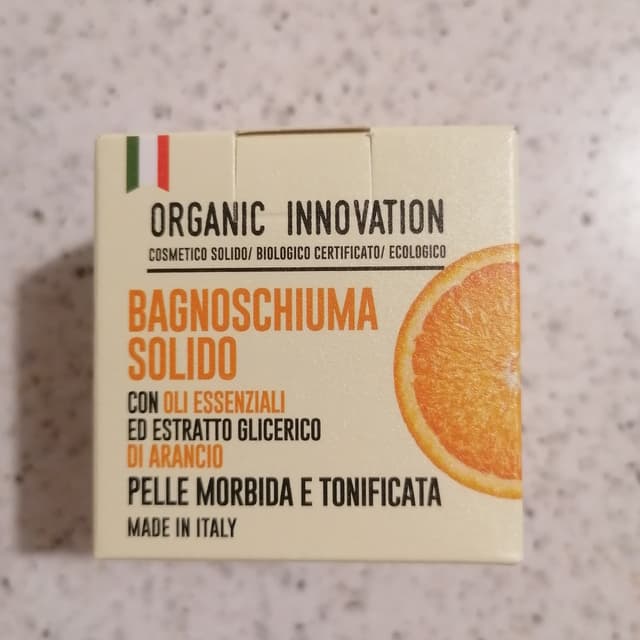 ORGANIC INNOVATION
COSMETICO SOLIDO/ BIOLOGICO CERTIFICATO/ ECOLOGICO
BAGNOSCHIUMA
SOLIDO
CON OLI ESSENZIALI
ED ESTRATTO GLICERICO
DI ARANCIO
PELLE MORBIDA E TONIFICATA
MADE IN ITALY